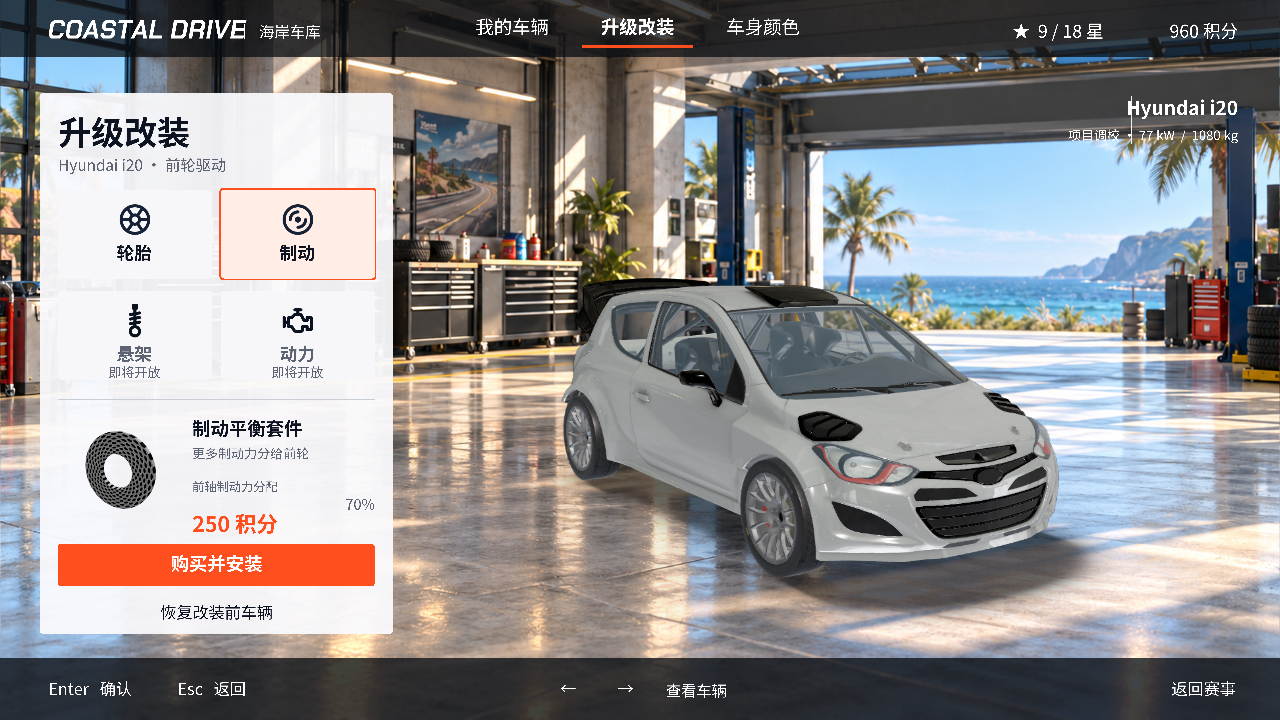 COASTAL DRIVE 海岸车库
我的车辆
升级改装
车身颜色
★ 9 / 18 星
960 积分
升级改装
Hyundai i20 • 前轮驱动
轮胎
制动
悬架
即将开放
动力
即将开放
制动平衡套件
更多制动力分给前轮
前轴制动力分配
70%
250 积分
购买并安装
恢复改装前车辆
Hyundai i20
项目调校 • 77 kW / 1080 kg
Enter 确认
Esc 返回
← → 查看车辆
返回赛事